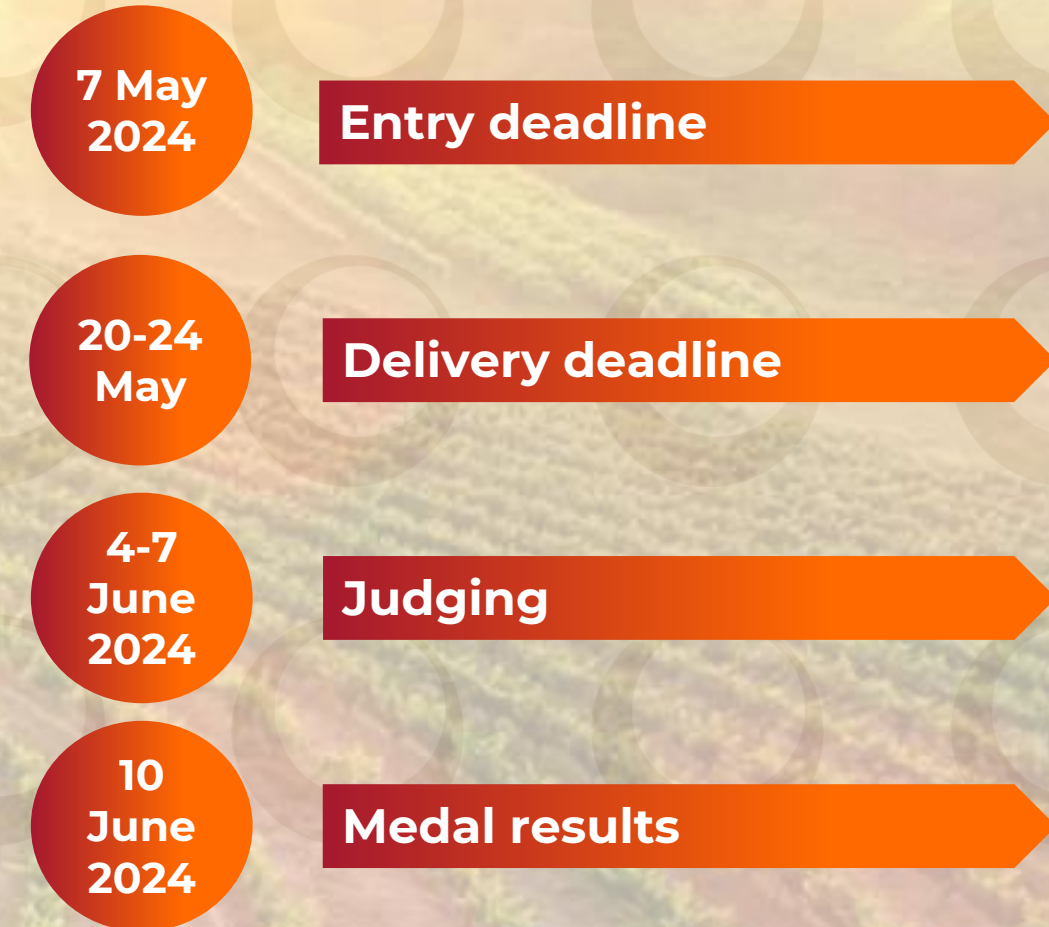 7 May
2024
Entry deadline
20-24
May
Delivery deadline
4-7
June
2024
Judging
10
June
2024
Medal results